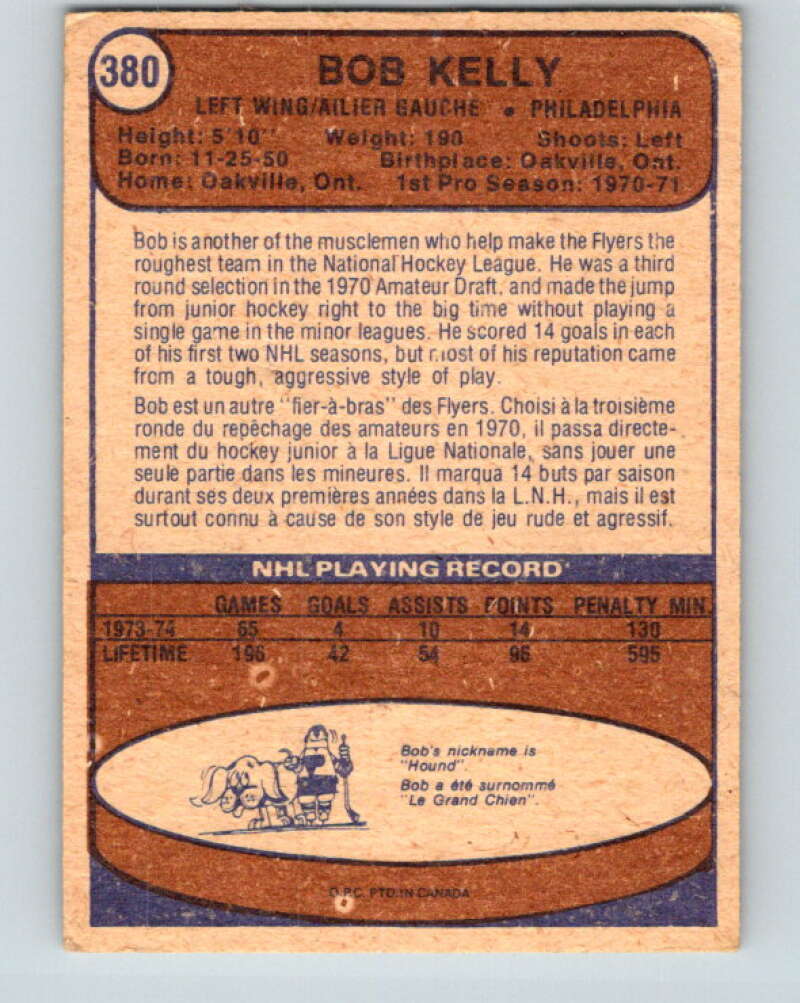 380
BOB KELLY
LEFT WING/AILIER GAUCHE • PHILADELPHIA
Height: 5'10" Weight: 190 Shoots: Left
Born: 11-25-50 Birthplace: Oakville, Ont.
Home: Oakville, Ont. 1st Pro Season: 1970-71
Bob is another of the musclemen who help make the Flyers the
roughest team in the National Hockey League. He was a third
round selection in the 1970 Amateur Draft, and made the jump
from junior hockey right to the big time without playing a
single game in the minor leagues. He scored 14 goals in each
of his first two NHL seasons, but most of his reputation came
from a tough, aggressive style of play.
Bob est un autre "fier-à-bras" des Flyers. Choisi à la troisième
ronde du repêchage des amateurs en 1970, il passa directe-
ment du hockey junior à la Ligue Nationale, sans jouer une
seule partie dans les mineures. Il marqua 14 buts par saison
durant ses deux premières années dans la L.N.H., mais il est
surtout connu à cause de son style de jeu rude et agressif.
NHL PLAYING RECORD
GAMES GOALS ASSISTS POINTS PENALTY MIN.
1973-74 65 4 10 14 130
LIFETIME 196 42 54 96 595
Bob's nickname is
"Hound".
Bob a été surnommé
"Le Grand Chien".
O.P.C. PTD. IN CANADA